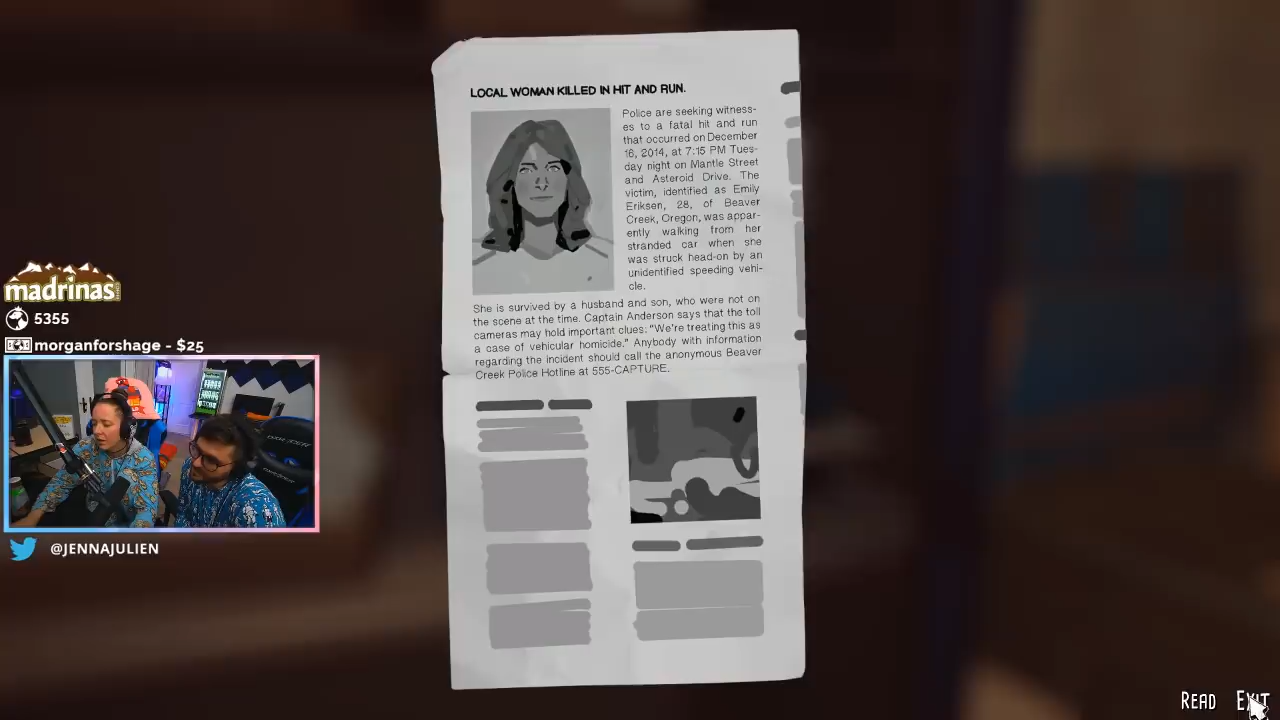 LOCAL WOMAN KILLED IN HIT AND RUN.
Police are seeking witness-
es to a fatal hit and run
that occurred on December
16, 2014, at 7:15 PM Tues-
day night on Mantle Street
and Asteroid Drive. The
victim, identified as Emily
Eriksen, 28, of Beaver
Creek, Oregon, was appar-
ently walking from her
stranded car when she
was struck head-on by an
unidentified speeding vehi-
cle.
She is survived by a husband and son, who were not on
the scene at the time. Captain Anderson says that the toll
cameras may hold important clues: "We're treating this as
a case of vehicular homicide." Anybody with information
regarding the incident should call the anonymous Beaver
Creek Police Hotline at 555-CAPTURE.
madrinas
5355
morganforshage - $25
@JENNAJULIEN
READ EXIT